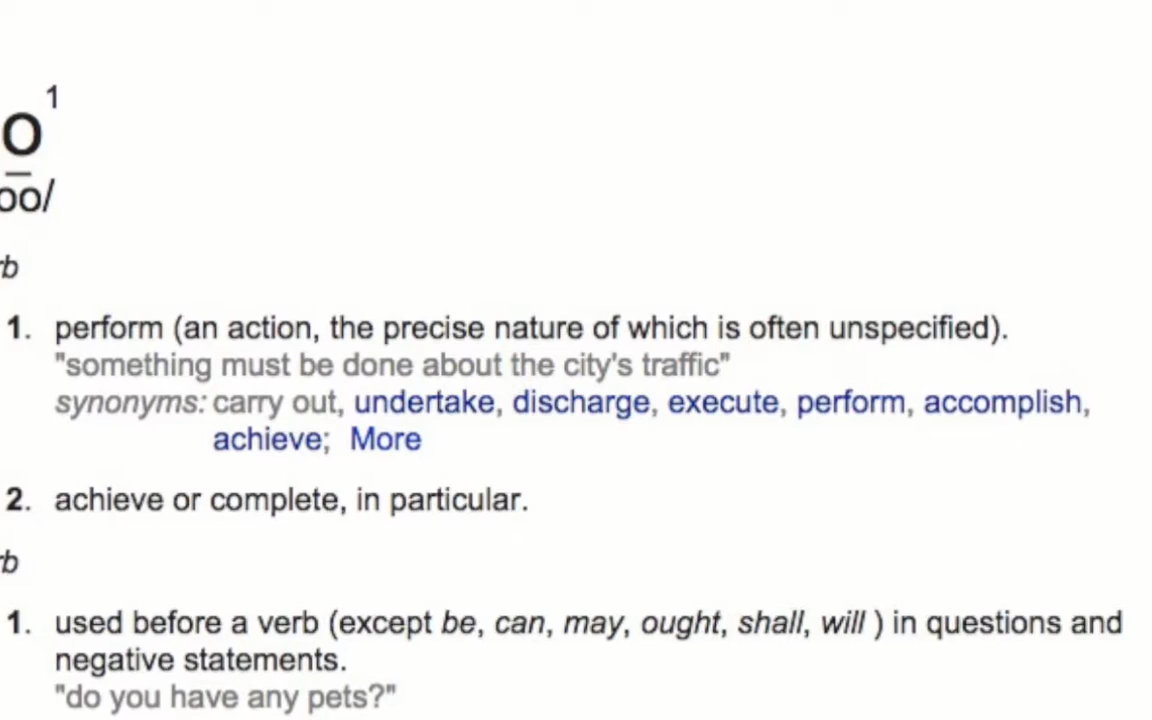 o1
oo/
rb
1. perform (an action, the precise nature of which is often unspecified).
"something must be done about the city's traffic"
synonyms: carry out, undertake, discharge, execute, perform, accomplish,
achieve; More
2. achieve or complete, in particular.
rb
1. used before a verb (except be, can, may, ought, shall, will ) in questions and
negative statements.
"do you have any pets?"